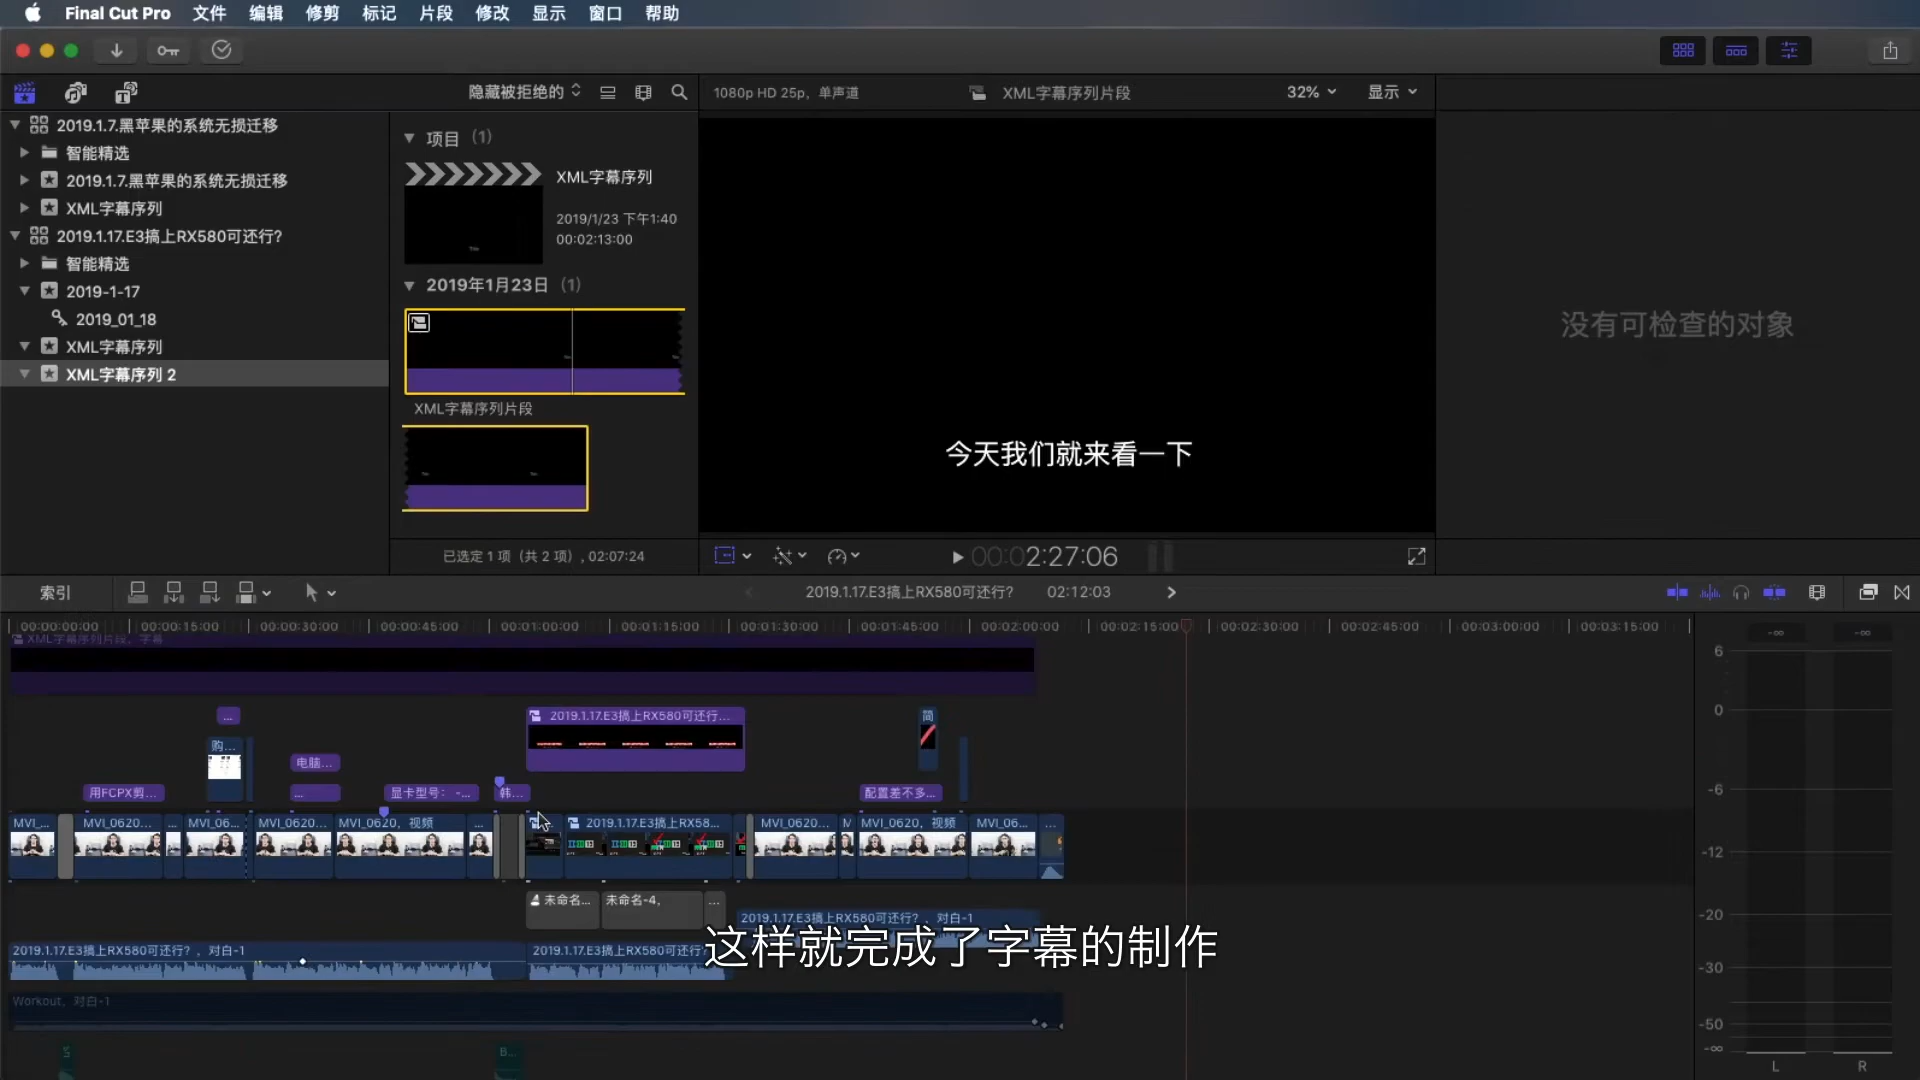 Final Cut Pro 文件 编辑 修剪 标记 片段 修改 显示 窗口 帮助
隐藏被拒绝的
1080p HD 25p, 单声道
XML字幕序列片段
32%
显示
2019.1.7.黑苹果的系统无损迁移
智能精选
2019.1.7.黑苹果的系统无损迁移
XML字幕序列
2019.1.17.E3搞上RX580可还行?
智能精选
2019-1-17
2019_01_18
XML字幕序列
XML字幕序列 2
项目 (1)
XML字幕序列
2019/1/23 下午1:40
00:02:13:00
2019年1月23日 (1)
XML字幕序列片段
已选定 1 项（共 2 项）, 02:07:24
今天我们就来看一下
没有可检查的对象
00:02:27:06
索引
2019.1.17.E3搞上RX580可还行?
02:12:03
00:00:00:00
00:00:15:00
00:00:30:00
00:00:45:00
00:01:00:00
00:01:15:00
00:01:30:00
00:01:45:00
00:02:00:00
00:02:15:00
00:02:30:00
00:02:45:00
00:03:00:00
00:03:15:00
XML字幕序列片段, 字幕
...
2019.1.17.E3搞上RX580可还行...
简
购...
电脑...
用FCPX剪...
...
显卡型号： -...
韩...
配置差不多...
MVI_...
MVI_0620...
...
MVI_06...
MVI_0620...
MVI_0620, 视频
...
2019.1.17.E3搞上RX58...
MVI_0620...
M
MVI_0620, 视频
MVI_06...
...
未命名...
未命名-4,
...
2019.1.17.E3搞上RX580可还行? , 对白-1
2019.1.17.E3搞上RX580可还行? , 对白-1
2019.1.17.E3搞上RX580可还行?
这样就完成了字幕的制作
Workout, 对白-1
S
B...
-∞
-∞
6
0
-6
-12
-20
-30
-50
-∞
L
R